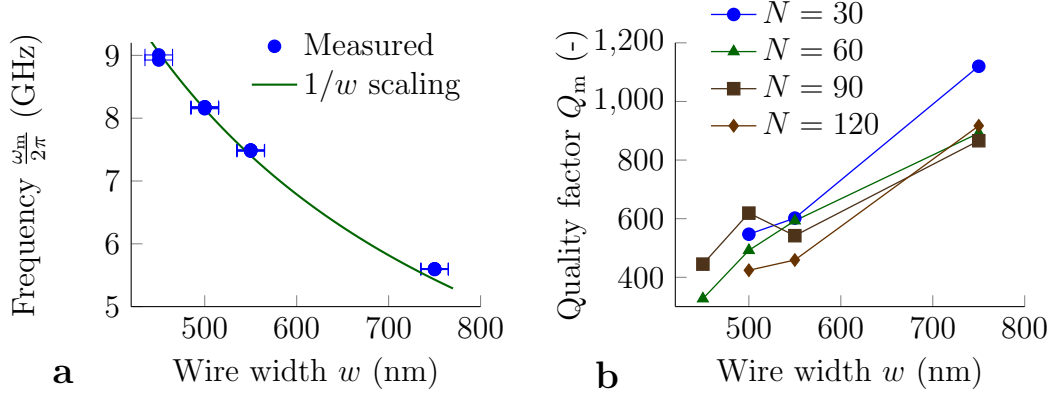 a
Frequency ωm/2π (GHz)
9
8
7
6
5
500
600
700
800
Wire width w (nm)
Measured
1/w scaling
b
Quality factor Qm (-)
1,200
1,000
800
600
400
500
600
700
800
Wire width w (nm)
N = 30
N = 60
N = 90
N = 120